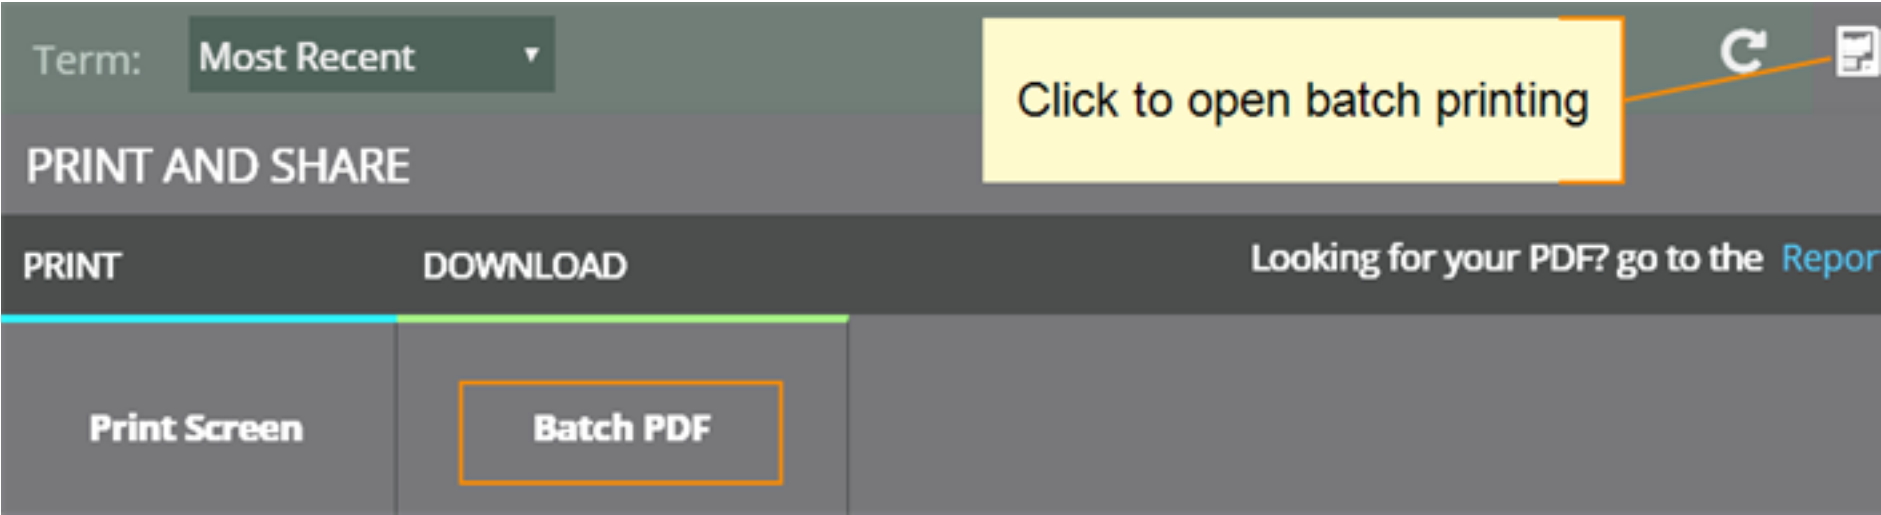 Term: Most Recent
Click to open batch printing
PRINT AND SHARE
PRINT DOWNLOAD Looking for your PDF? go to the Repor
Print Screen Batch PDF